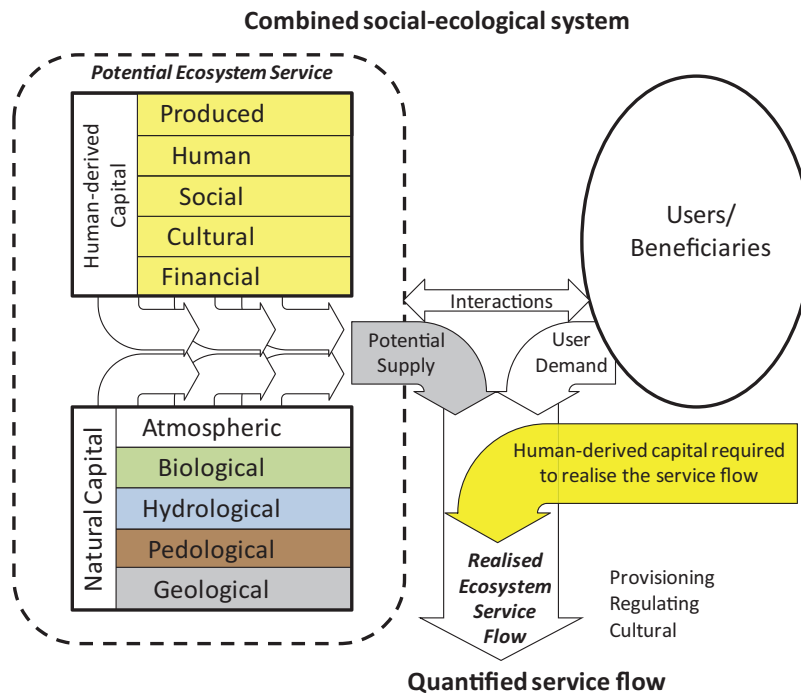 Combined social-ecological system
Potential Ecosystem Service
Human-derived
Capital
Produced
Human
Social
Cultural
Financial
Users/
Beneficiaries
Interactions
Potential
Supply
User
Demand
Natural Capital
Atmospheric
Biological
Hydrological
Pedological
Geological
Human-derived capital required
to realise the service flow
Realised
Ecosystem
Service
Flow
Provisioning
Regulating
Cultural
Quantified service flow